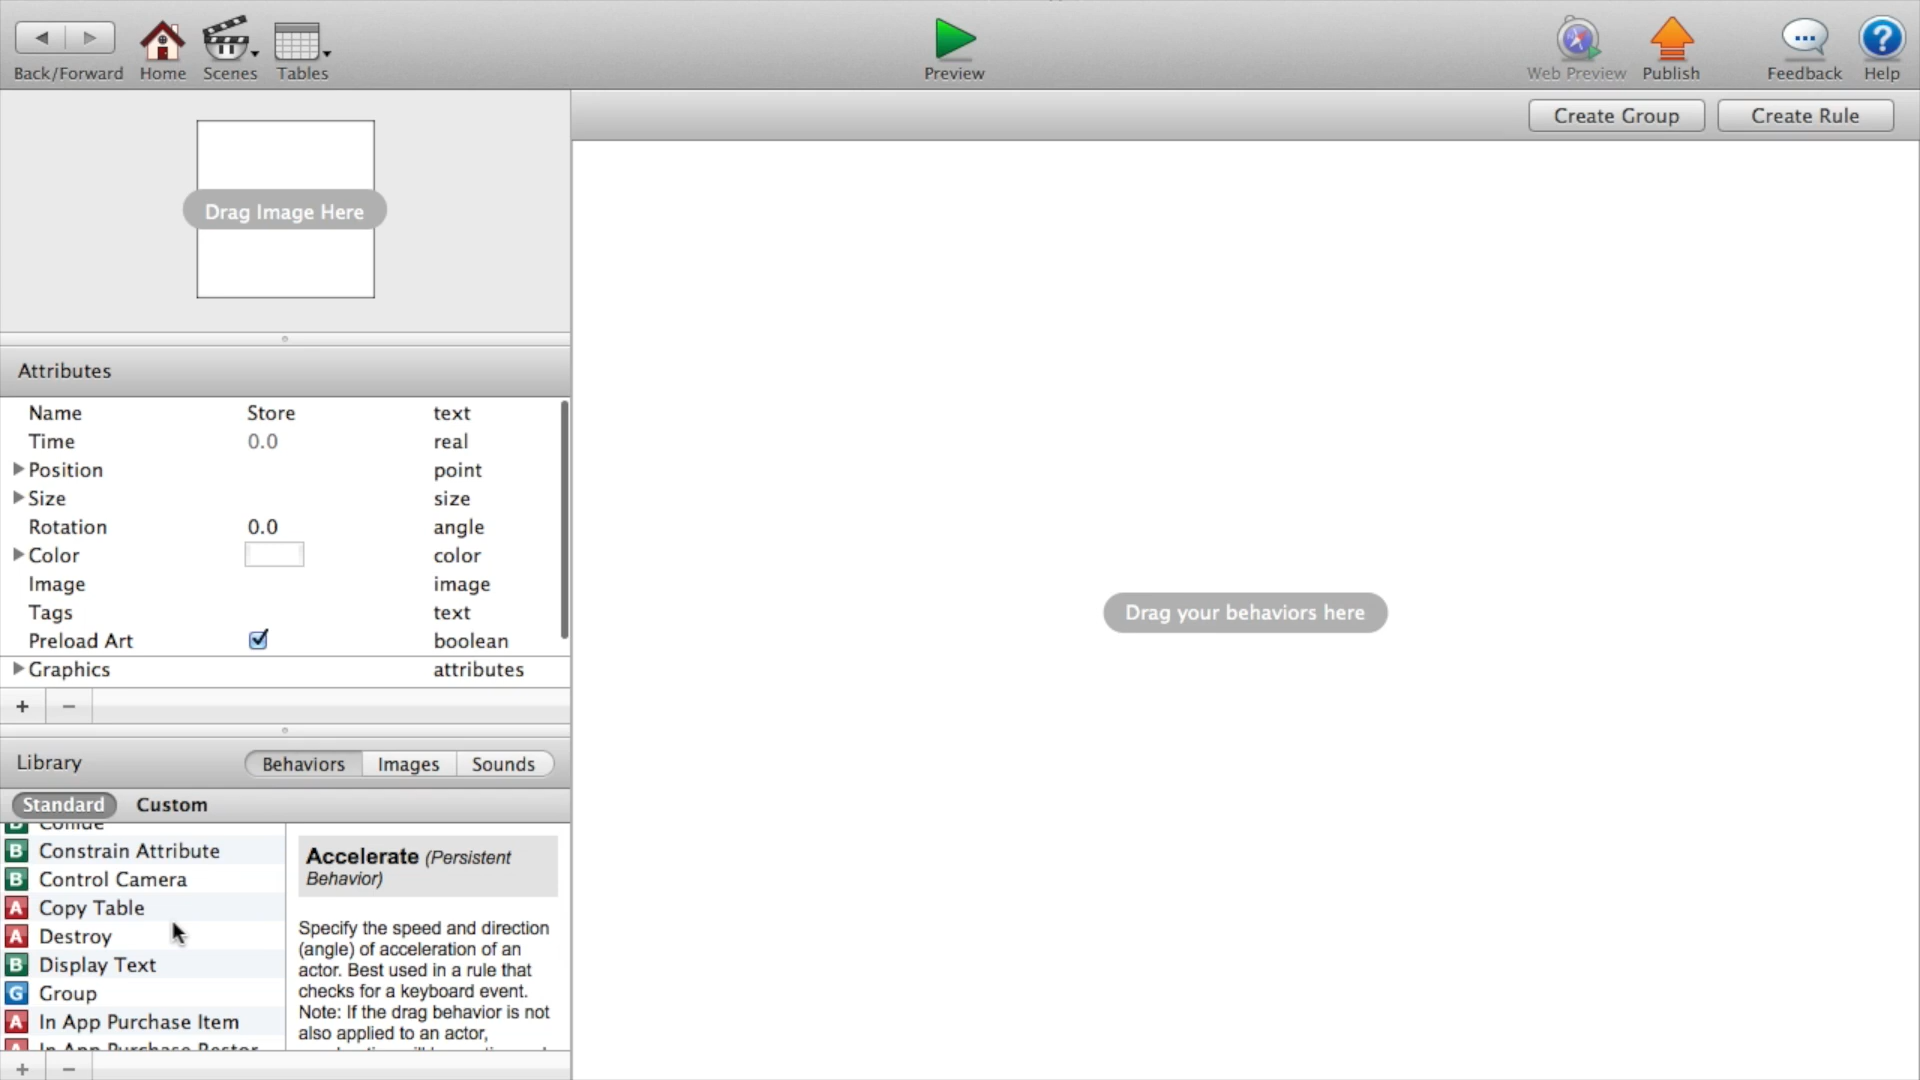 Back/Forward
Home
Scenes
Tables
Preview
Web Preview
Publish
Feedback
Help
Create Group
Create Rule
Drag Image Here
Attributes
Name Store text
Time 0.0 real
Position point
Size size
Rotation 0.0 angle
Color color
Image image
Tags text
Preload Art boolean
Graphics attributes
+ −
Drag your behaviors here
Library Behaviors Images Sounds
Standard Custom
B Collide
B Constrain Attribute
B Control Camera
A Copy Table
A Destroy
B Display Text
G Group
A In App Purchase Item
A In App Purchase Restor
Accelerate (Persistent
Behavior)
Specify the speed and direction
(angle) of acceleration of an
actor. Best used in a rule that
checks for a keyboard event.
Note: If the drag behavior is not
also applied to an actor,
+ −